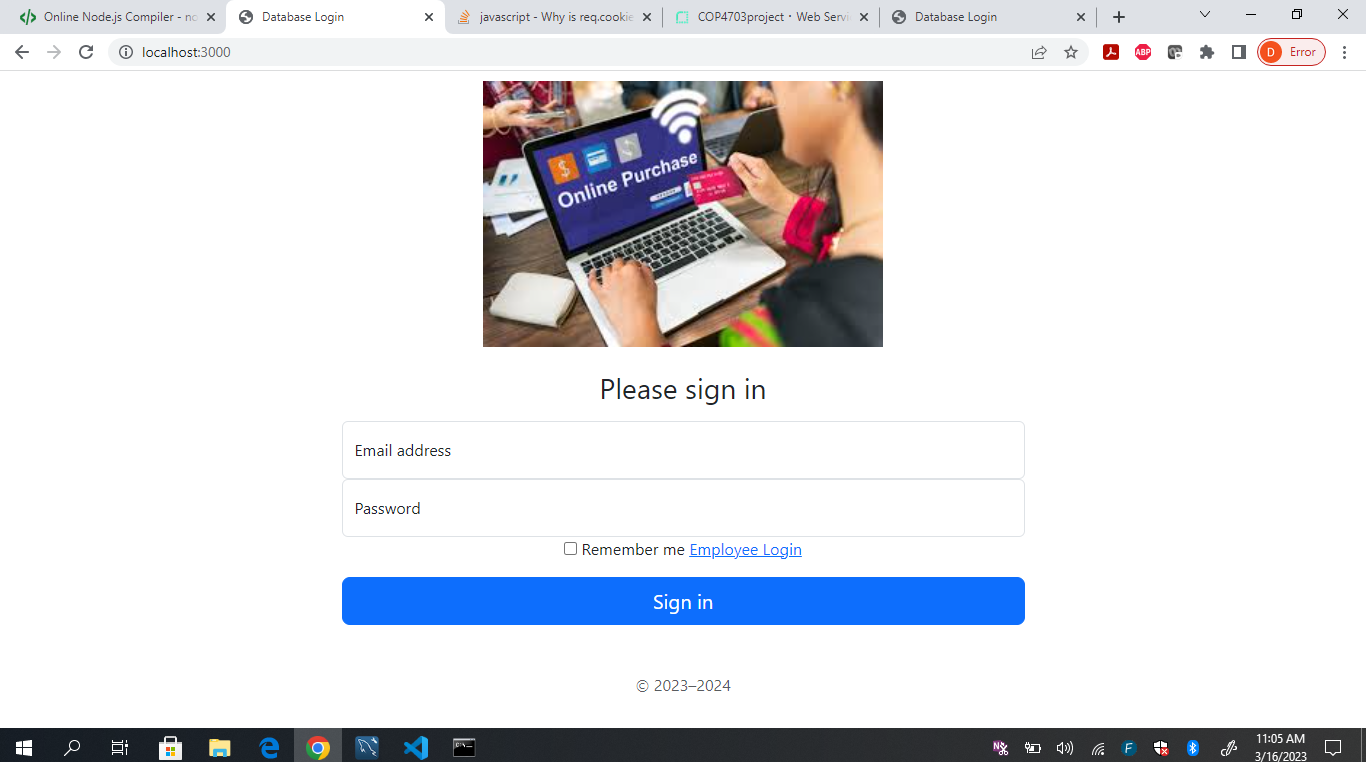 Online Node.js Compiler - no
Database Login
javascript - Why is req.cookie
COP4703project · Web Servi
Database Login
localhost:3000
ABP
D Error
Online Purchase
Please sign in
Email address
Password
Remember me Employee Login
Sign in
© 2023–2024
11:05 AM
3/16/2023